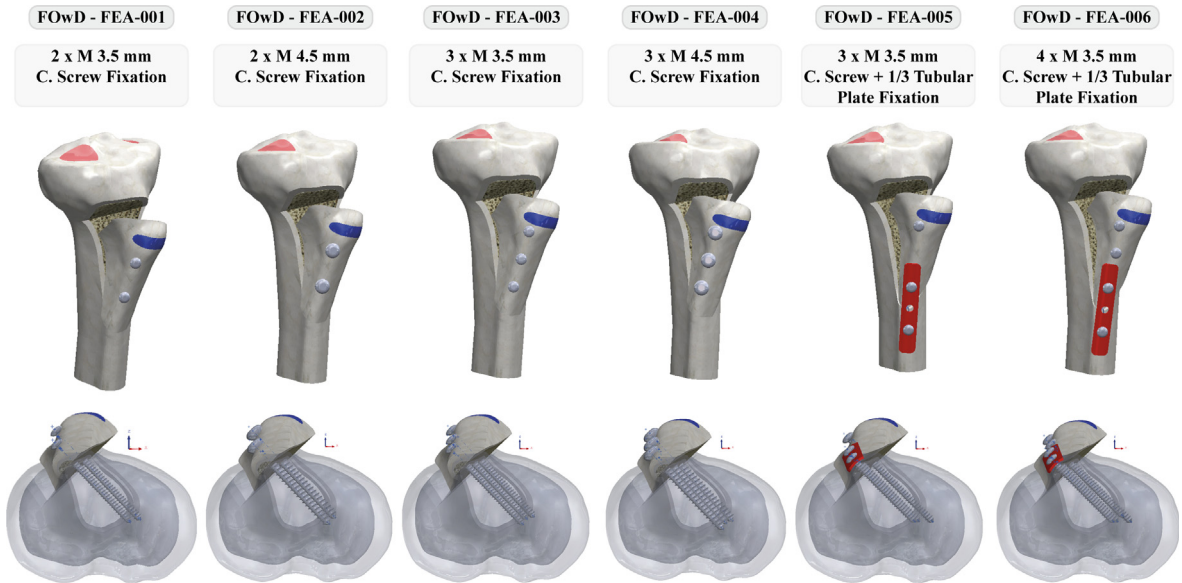 FOwD - FEA-001
FOwD - FEA-002
FOwD - FEA-003
FOwD - FEA-004
FOwD - FEA-005
FOwD - FEA-006
2 x M 3.5 mm
C. Screw Fixation
2 x M 4.5 mm
C. Screw Fixation
3 x M 3.5 mm
C. Screw Fixation
3 x M 4.5 mm
C. Screw Fixation
3 x M 3.5 mm
C. Screw + 1/3 Tubular
Plate Fixation
4 x M 3.5 mm
C. Screw + 1/3 Tubular
Plate Fixation